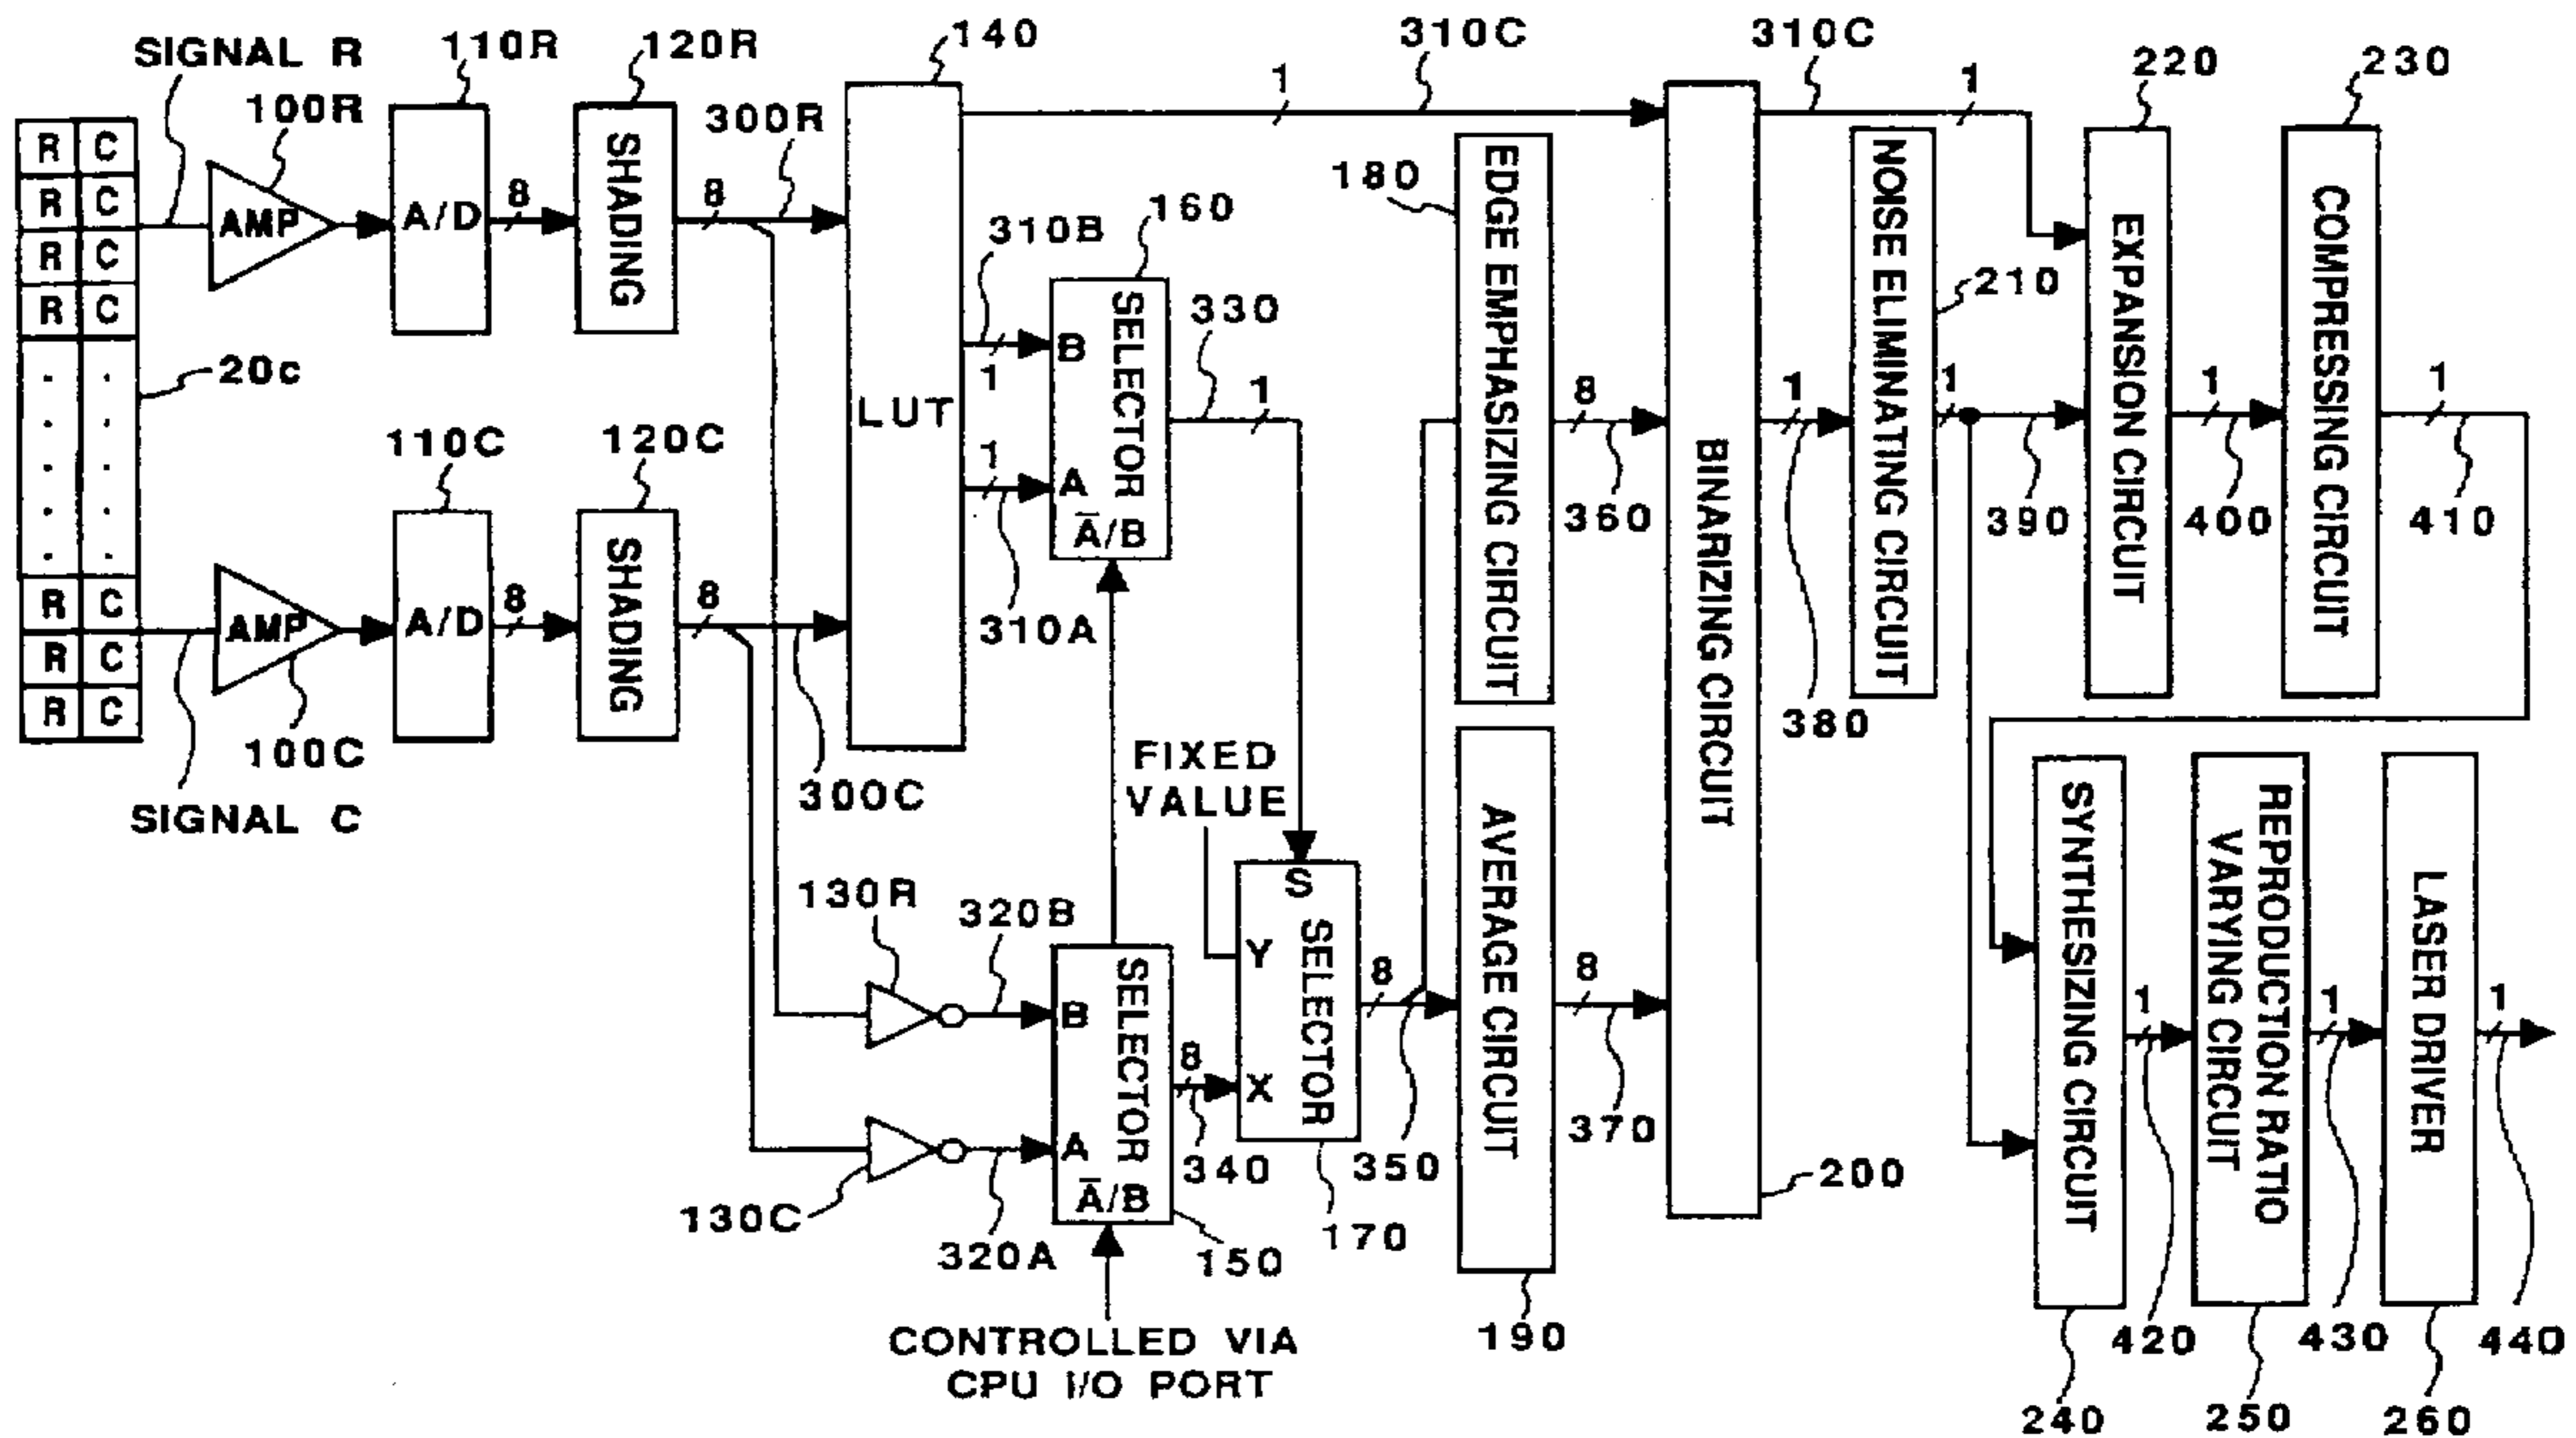 SIGNAL R
100R
110R
120R
300R
140
310C
1
310C
1
220
230
R C
R C
R C
R C
. .
. .
. .
. .
. .
R C
R C
R C
20c
AMP
A/D
8
SHADING
8
LUT
310B
1
1
310A
160
B
A
SELECTOR
A̅/B
330
1
180
EDGE EMPHASIZING CIRCUIT
8
360
BINARIZING CIRCUIT
1
380
NOISE ELIMINATING CIRCUIT
210
1
390
EXPANSION CIRCUIT
1
400
COMPRESSING CIRCUIT
1
410
110C
120C
AMP
100C
SIGNAL C
A/D
8
SHADING
8
300C
FIXED
VALUE
130R
320B
130C
320A
B
A
SELECTOR
A̅/B
150
CONTROLLED VIA
CPU I/O PORT
8
340
S
Y
X
SELECTOR
170
8
350
AVERAGE CIRCUIT
190
8
370
200
SYNTHESIZING CIRCUIT
240
1
420
REPRODUCTION RATIO
VARYING CIRCUIT
250
1
430
LASER DRIVER
260
1
440